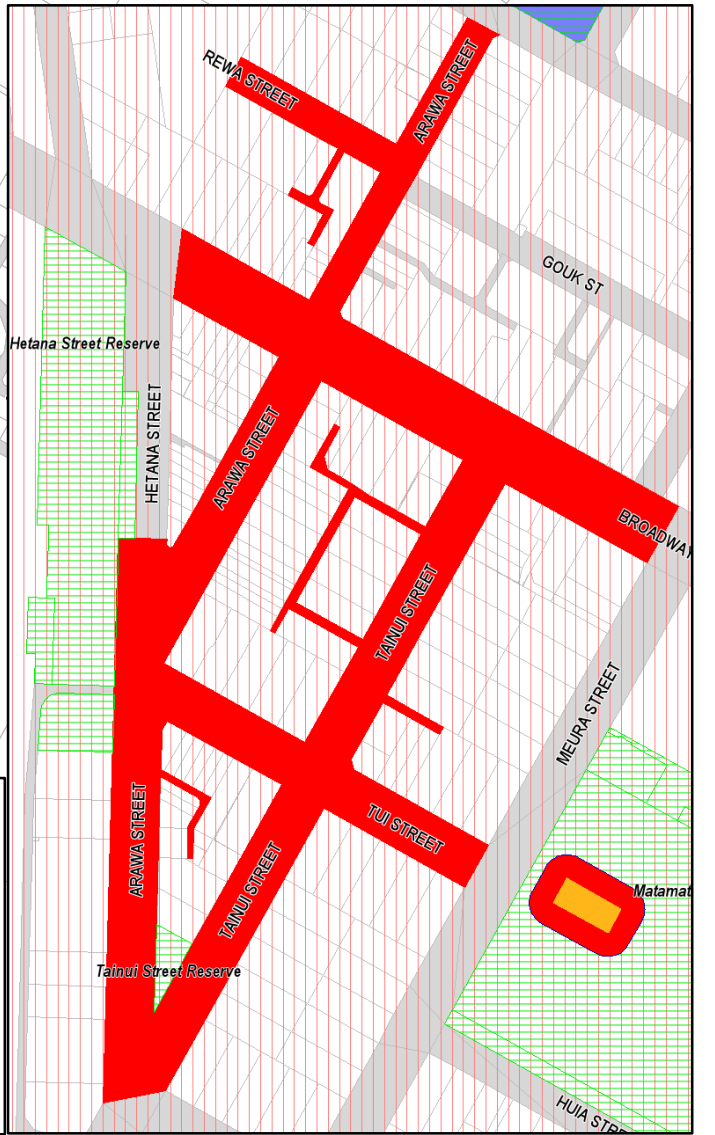 REWA STREET
ARAWA STREET
GOUK ST
Hetana Street Reserve
HETANA STREET
ARAWA STREET
BROADWAY
TAINUI STREET
MEURA STREET
ARAWA STREET
TUI STREET
TAINUI STREET
Matamat
Tainui Street Reserve
HUIA STRE